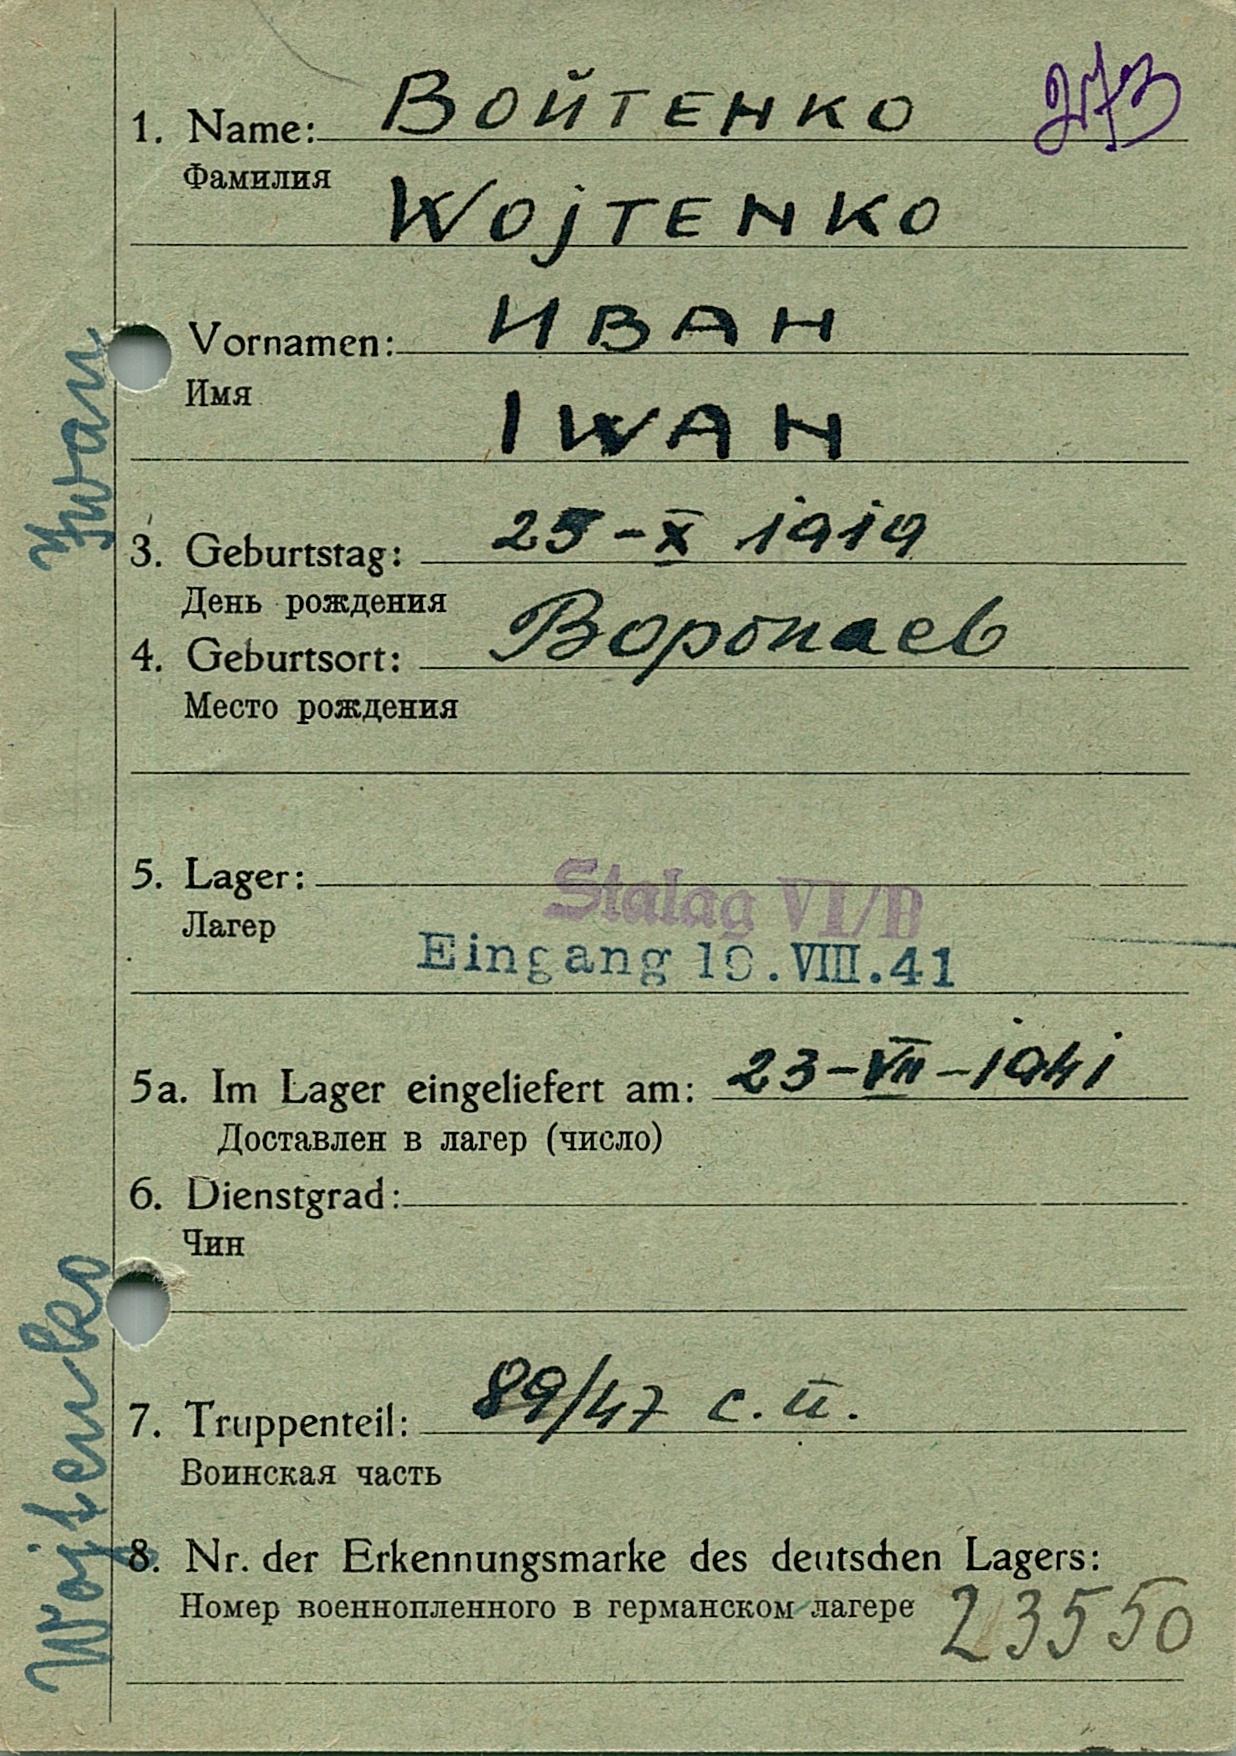 273
1. Name: ВОЙТЕНКО
Фамилия
WOJTENKO
Vornamen: ИВАН
Имя
IWAN
3. Geburtstag: 25-X 1919
День рождения
4. Geburtsort: Воропаев
Место рождения
5. Lager: Stalag VI/B
Лагер
Eingang 19.VIII.41
5a. Im Lager eingeliefert am: 23-VII-1941
Доставлен в лагер (число)
6. Dienstgrad:
Чин
7. Truppenteil: 89/47 с.п.
Воинская часть
8. Nr. der Erkennungsmarke des deutschen Lagers:
Номер военнопленного в германском лагере 23550
Wojtenko Iwan